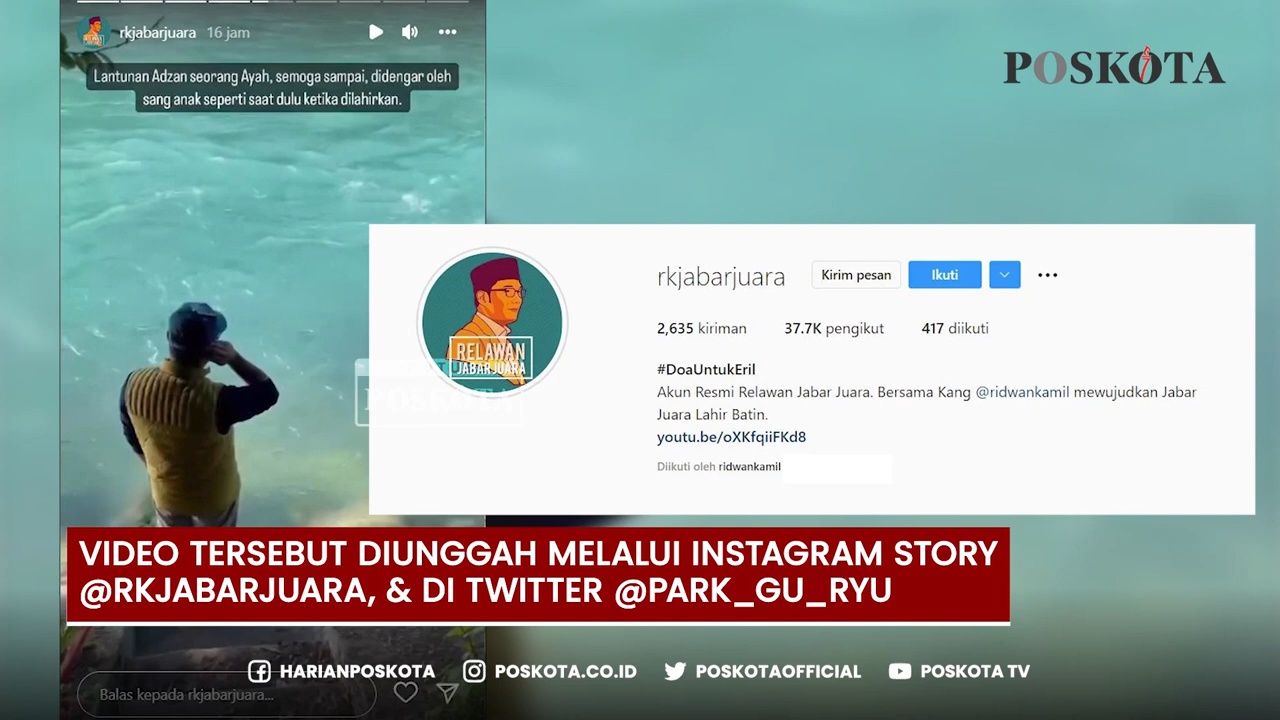 rkjabarjuara 16 jam
Lantunan Adzan seorang Ayah, semoga sampai, didengar oleh
sang anak seperti saat dulu ketika dilahirkan.
POSKOTA
rkjabarjuara Kirim pesan Ikuti
2,635 kiriman 37.7K pengikut 417 diikuti
#DoaUntukEril
Akun Resmi Relawan Jabar Juara. Bersama Kang @ridwankamil mewujudkan Jabar
Juara Lahir Batin.
youtu.be/oXKfqiiFKd8
Diikuti oleh ridwankamil
RELAWAN
JABAR JUARA
POSKOTA
VIDEO TERSEBUT DIUNGGAH MELALUI INSTAGRAM STORY
@RKJABARJUARA, & DI TWITTER @PARK_GU_RYU
HARIANPOSKOTA POSKOTA.CO.ID POSKOTAOFFICIAL POSKOTA TV
Balas kepada rkjabarjuara...